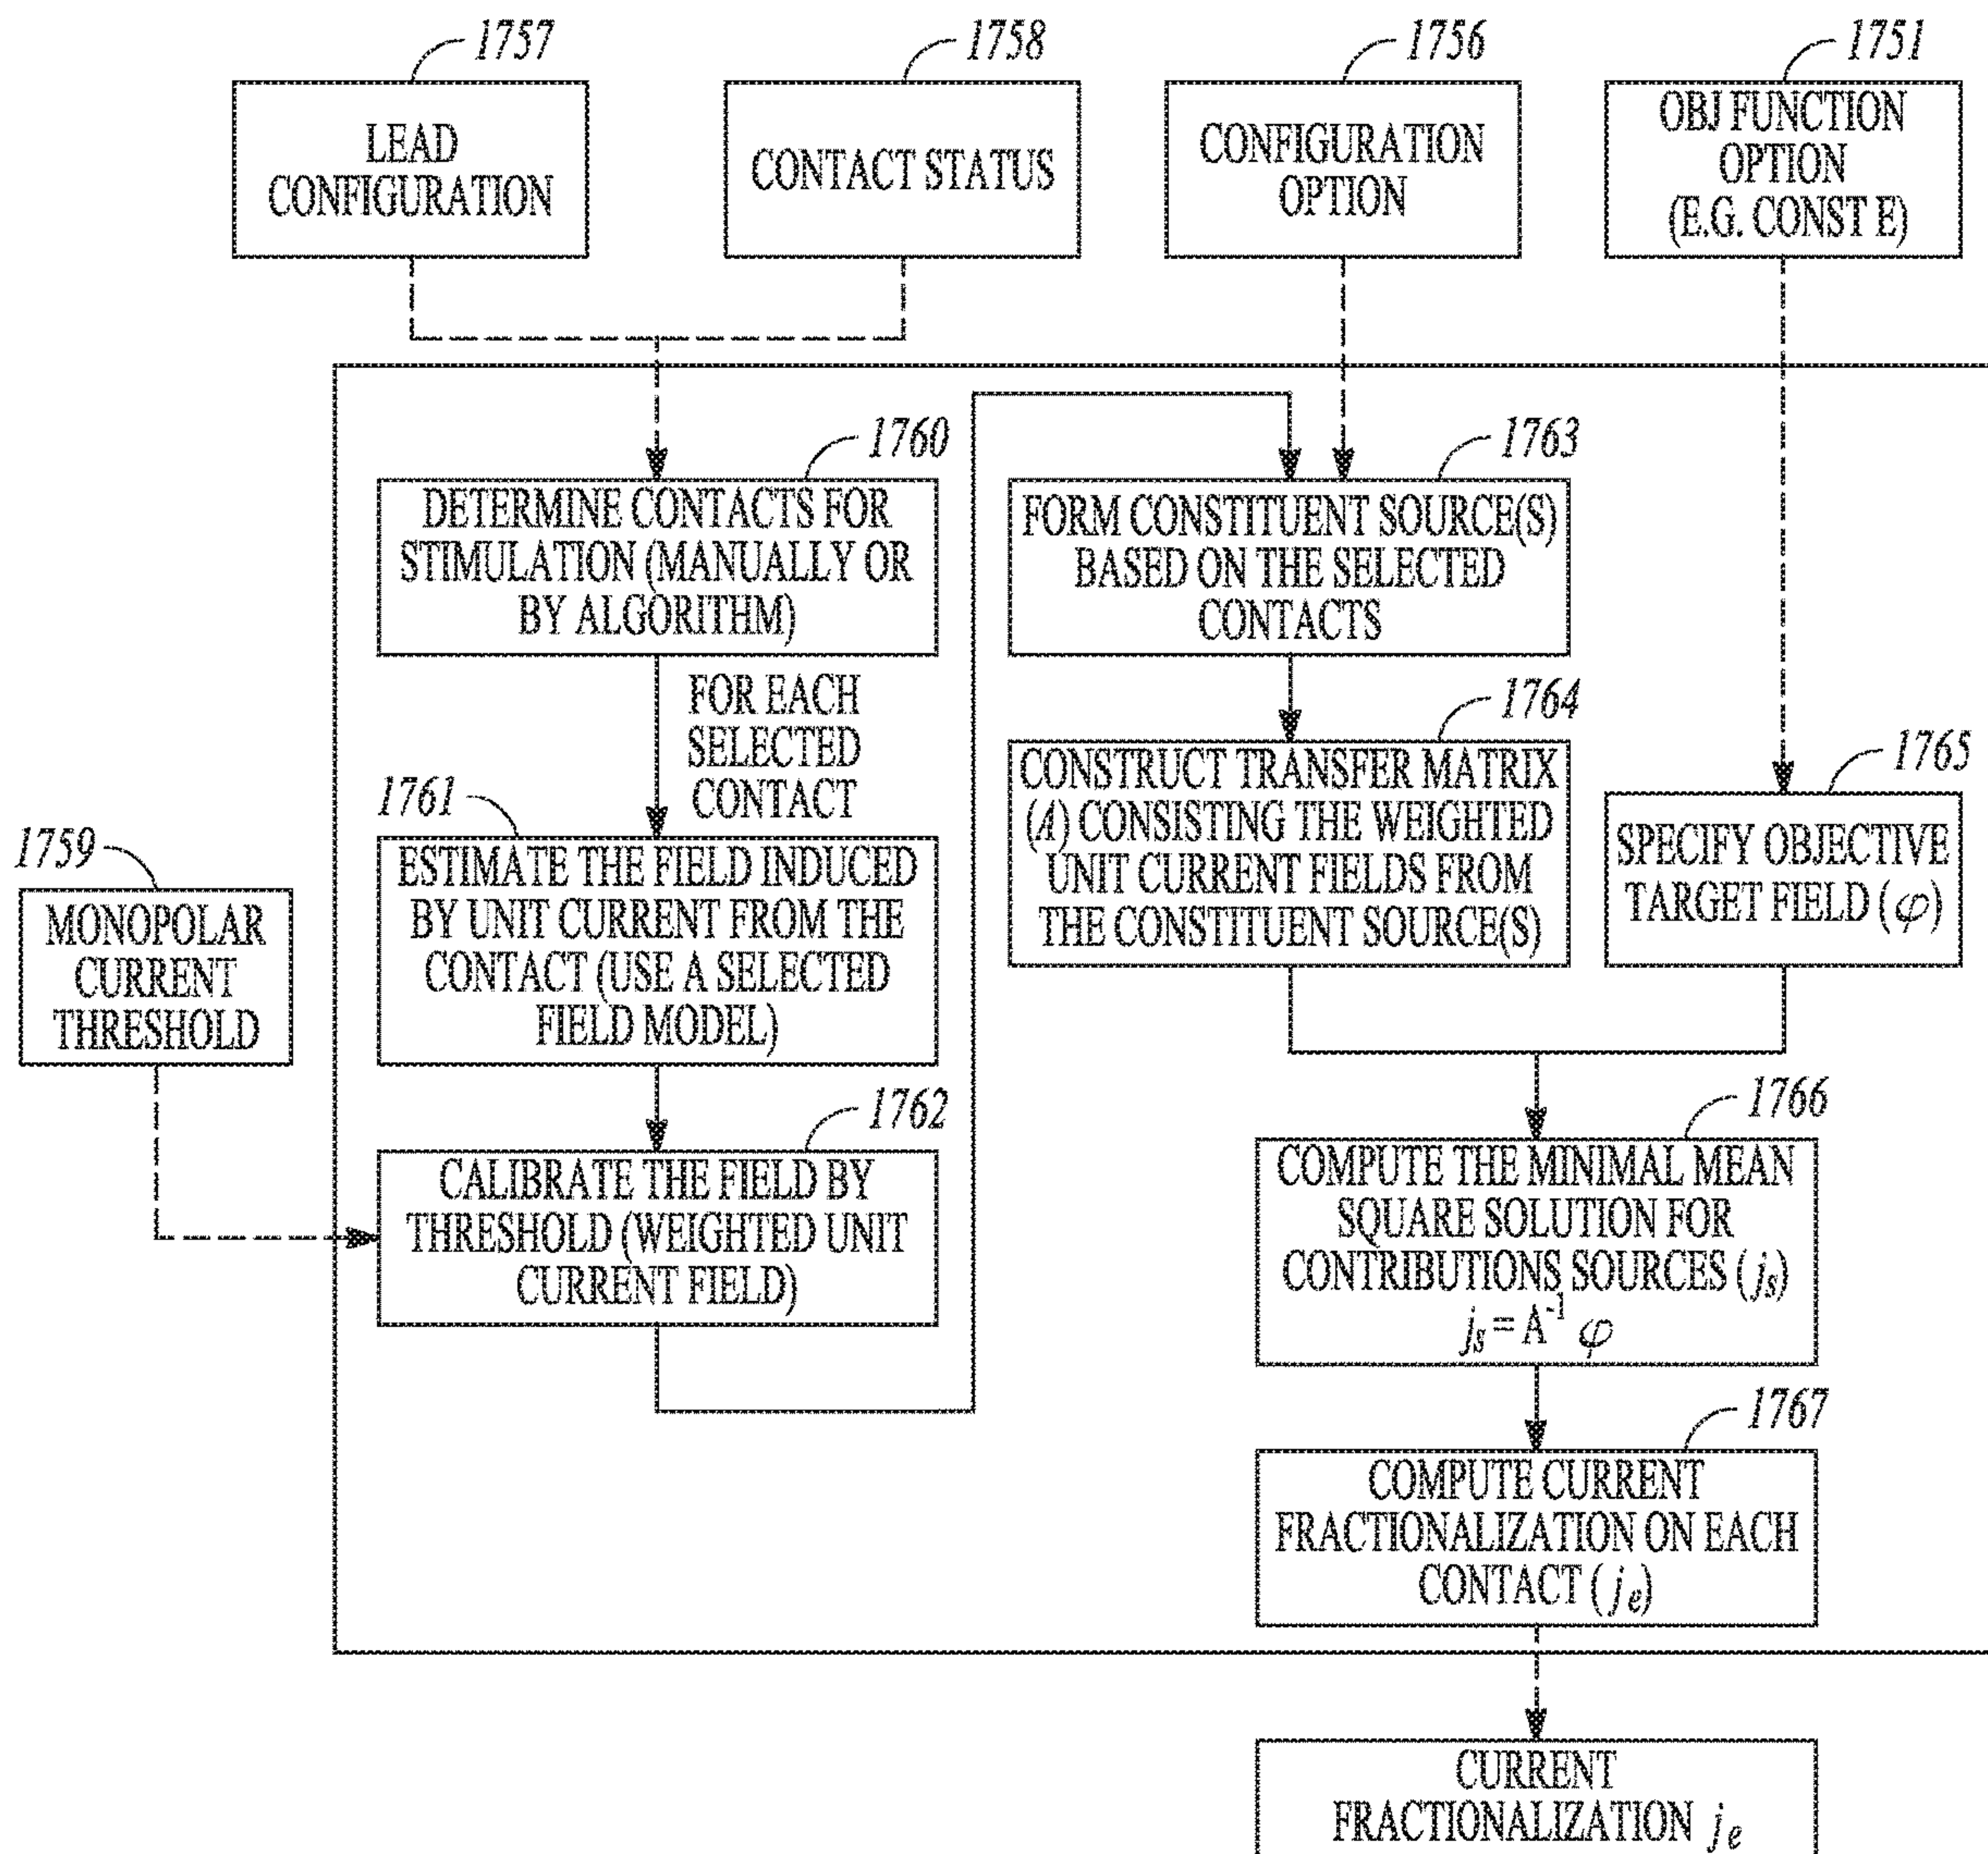 1757
LEAD
CONFIGURATION
1758
CONTACT STATUS
1756
CONFIGURATION
OPTION
1751
OBJ FUNCTION
OPTION
(E.G. CONST E)
1760
DETERMINE CONTACTS FOR
STIMULATION (MANUALLY OR
BY ALGORITHM)
FOR EACH
SELECTED
CONTACT
1761
ESTIMATE THE FIELD INDUCED
BY UNIT CURRENT FROM THE
CONTACT (USE A SELECTED
FIELD MODEL)
1759
MONOPOLAR
CURRENT
THRESHOLD
1762
CALIBRATE THE FIELD BY
THRESHOLD (WEIGHTED UNIT
CURRENT FIELD)
1763
FORM CONSTITUENT SOURCE(S)
BASED ON THE SELECTED
CONTACTS
1764
CONSTRUCT TRANSFER MATRIX
(A) CONSISTING THE WEIGHTED
UNIT CURRENT FIELDS FROM
THE CONSTITUENT SOURCE(S)
1765
SPECIFY OBJECTIVE
TARGET FIELD (φ)
1766
COMPUTE THE MINIMAL MEAN
SQUARE SOLUTION FOR
CONTRIBUTIONS SOURCES (js)
js = A⁻¹ φ
1767
COMPUTE CURRENT
FRACTIONALIZATION ON EACH
CONTACT (je)
CURRENT
FRACTIONALIZATION je